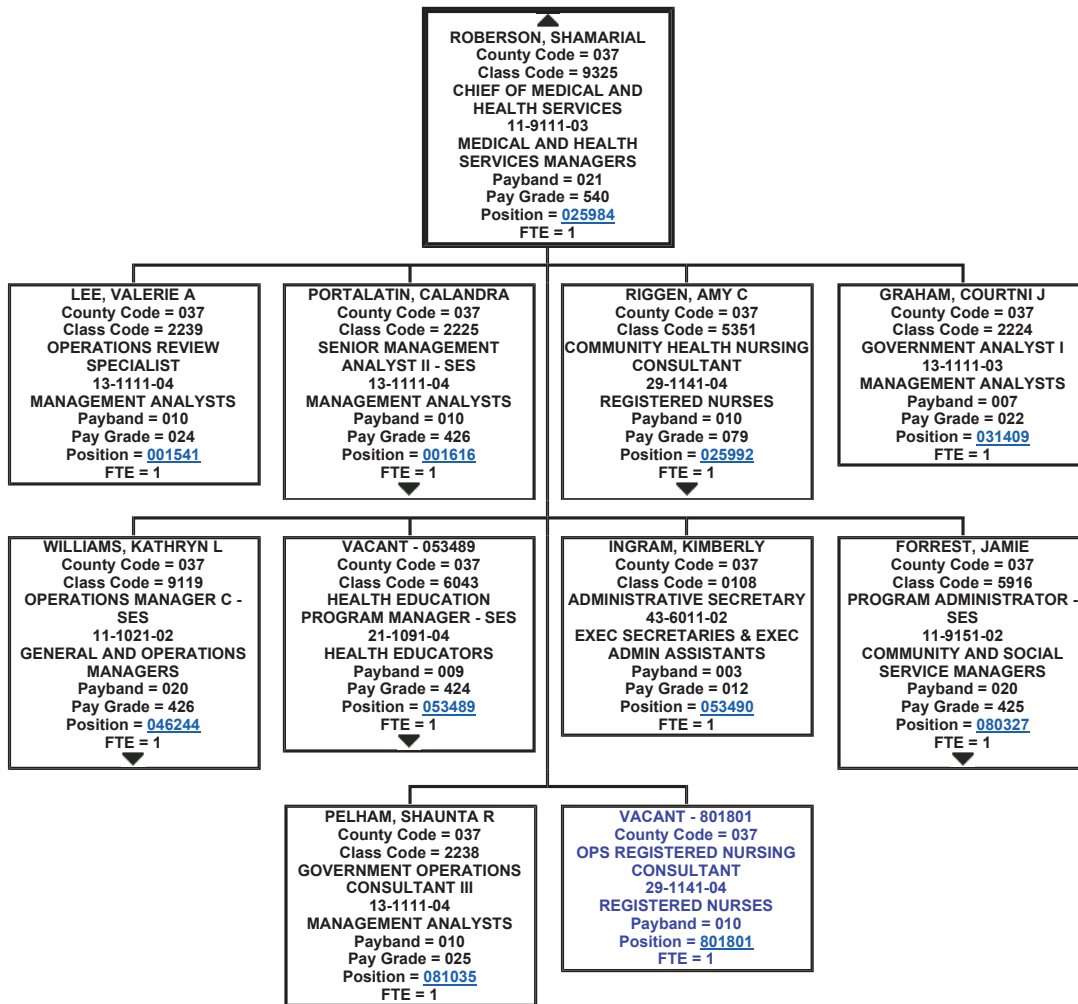 ROBERSON, SHAMARIAL
County Code = 037
Class Code = 9325
CHIEF OF MEDICAL AND
HEALTH SERVICES
11-9111-03
MEDICAL AND HEALTH
SERVICES MANAGERS
Payband = 021
Pay Grade = 540
Position = 025984
FTE = 1
LEE, VALERIE A
County Code = 037
Class Code = 2239
OPERATIONS REVIEW
SPECIALIST
13-1111-04
MANAGEMENT ANALYSTS
Payband = 010
Pay Grade = 024
Position = 001541
FTE = 1
PORTALATIN, CALANDRA
County Code = 037
Class Code = 2225
SENIOR MANAGEMENT
ANALYST II - SES
13-1111-04
MANAGEMENT ANALYSTS
Payband = 010
Pay Grade = 426
Position = 001616
FTE = 1
RIGGEN, AMY C
County Code = 037
Class Code = 5351
COMMUNITY HEALTH NURSING
CONSULTANT
29-1141-04
REGISTERED NURSES
Payband = 010
Pay Grade = 079
Position = 025992
FTE = 1
GRAHAM, COURTNI J
County Code = 037
Class Code = 2224
GOVERNMENT ANALYST I
13-1111-03
MANAGEMENT ANALYSTS
Payband = 007
Pay Grade = 022
Position = 031409
FTE = 1
WILLIAMS, KATHRYN L
County Code = 037
Class Code = 9119
OPERATIONS MANAGER C -
SES
11-1021-02
GENERAL AND OPERATIONS
MANAGERS
Payband = 020
Pay Grade = 426
Position = 046244
FTE = 1
VACANT - 053489
County Code = 037
Class Code = 6043
HEALTH EDUCATION
PROGRAM MANAGER - SES
21-1091-04
HEALTH EDUCATORS
Payband = 009
Pay Grade = 424
Position = 053489
FTE = 1
INGRAM, KIMBERLY
County Code = 037
Class Code = 0108
ADMINISTRATIVE SECRETARY
43-6011-02
EXEC SECRETARIES & EXEC
ADMIN ASSISTANTS
Payband = 003
Pay Grade = 012
Position = 053490
FTE = 1
FORREST, JAMIE
County Code = 037
Class Code = 5916
PROGRAM ADMINISTRATOR -
SES
11-9151-02
COMMUNITY AND SOCIAL
SERVICE MANAGERS
Payband = 020
Pay Grade = 425
Position = 080327
FTE = 1
PELHAM, SHAUNTA R
County Code = 037
Class Code = 2238
GOVERNMENT OPERATIONS
CONSULTANT III
13-1111-04
MANAGEMENT ANALYSTS
Payband = 010
Pay Grade = 025
Position = 081035
FTE = 1
VACANT - 801801
County Code = 037
OPS REGISTERED NURSING
CONSULTANT
29-1141-04
REGISTERED NURSES
Payband = 010
Position = 801801
FTE = 1